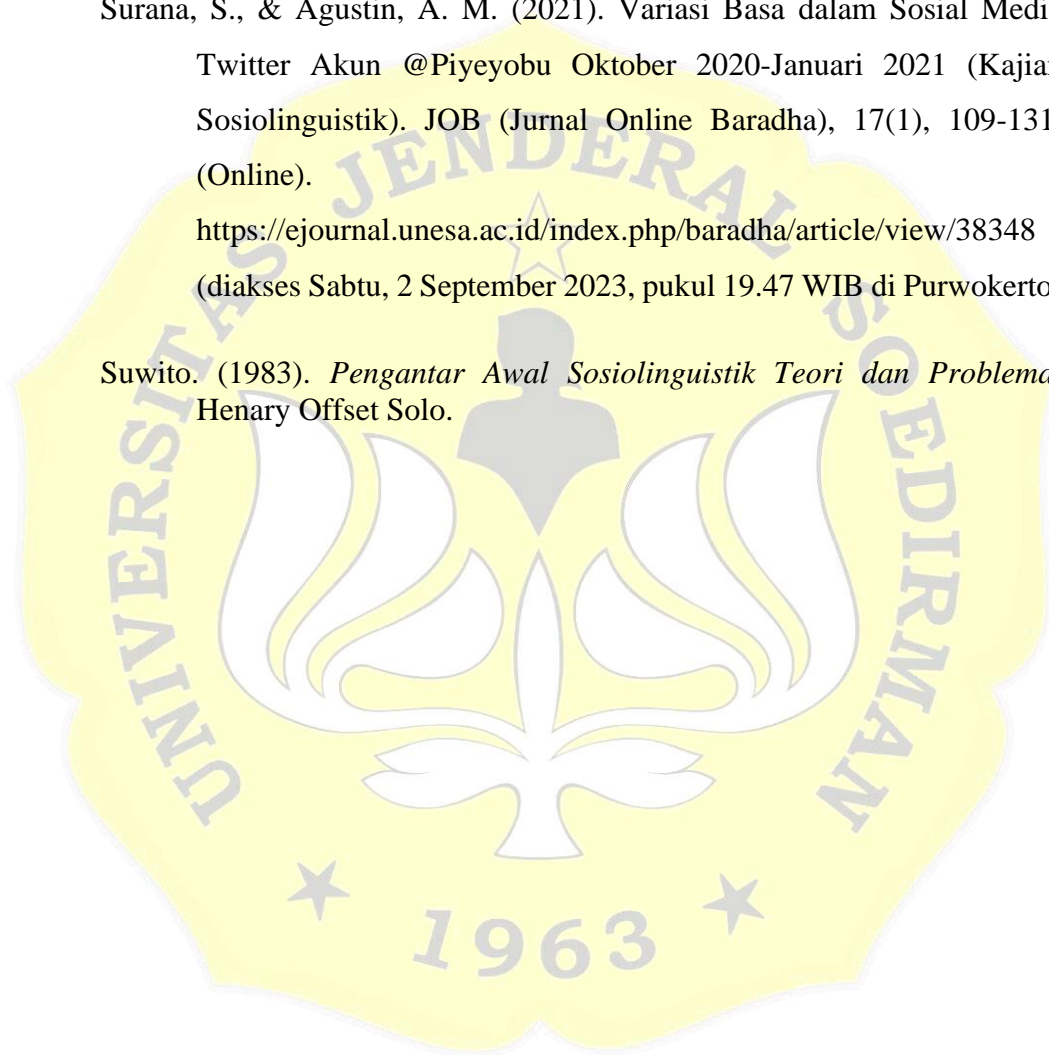 Surana, S., & Agustin, A. M. (2021). Variasi Basa dalam Sosial Medi
Twitter Akun @Piyeyobu Oktober 2020-Januari 2021 (Kajian
Sosiolinguistik). JOB (Jurnal Online Baradha), 17(1), 109-131
(Online).
https://ejournal.unesa.ac.id/index.php/baradha/article/view/38348
(diakses Sabtu, 2 September 2023, pukul 19.47 WIB di Purwokerto
Suwito. (1983). Pengantar Awal Sosiolinguistik Teori dan Problema
Henary Offset Solo.
UNIVERSITAS JENDERAL SOEDIRMAN
1963